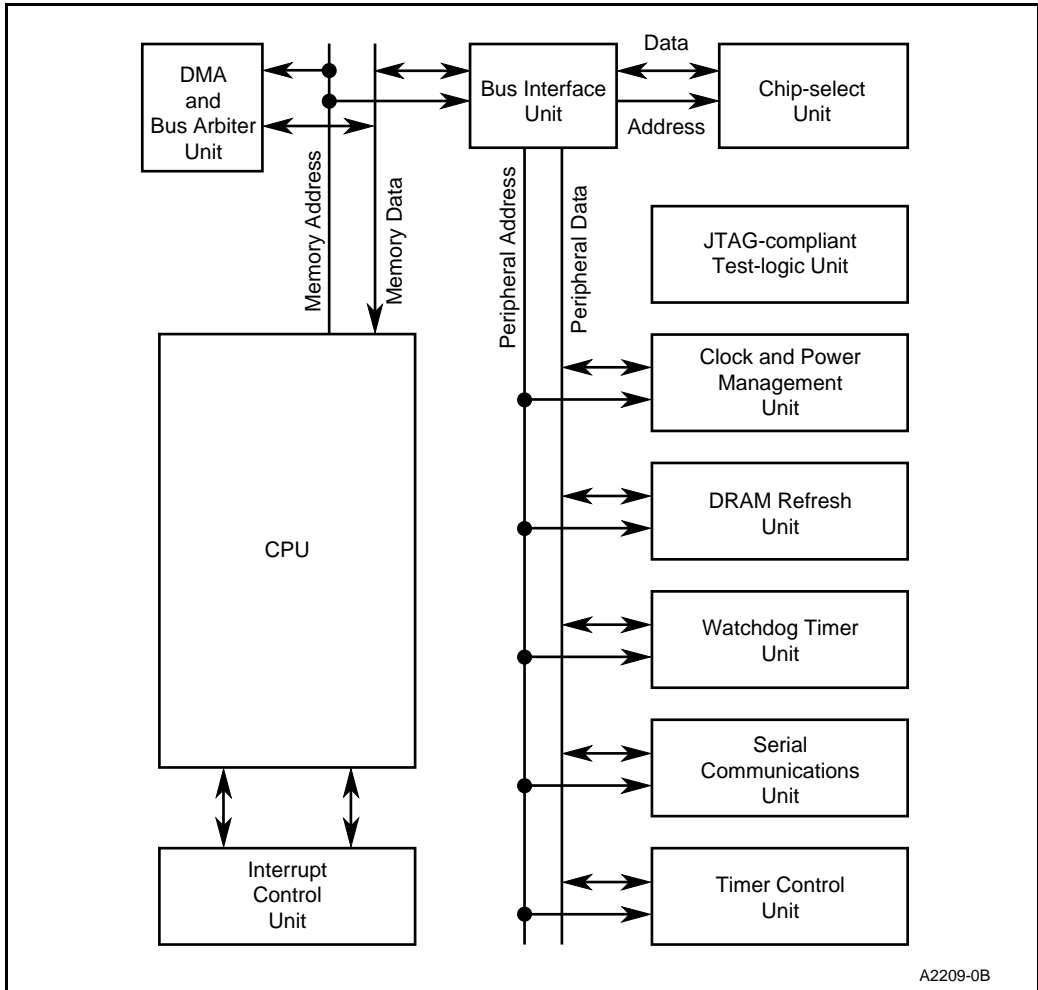 DMA
and
Bus Arbiter
Unit
Bus Interface
Unit
Data
Address
Chip-select
Unit
Memory Address
Memory Data
Peripheral Address
Peripheral Data
JTAG-compliant
Test-logic Unit
Clock and Power
Management
Unit
DRAM Refresh
Unit
CPU
Watchdog Timer
Unit
Serial
Communications
Unit
Interrupt
Control
Unit
Timer Control
Unit
A2209-0B